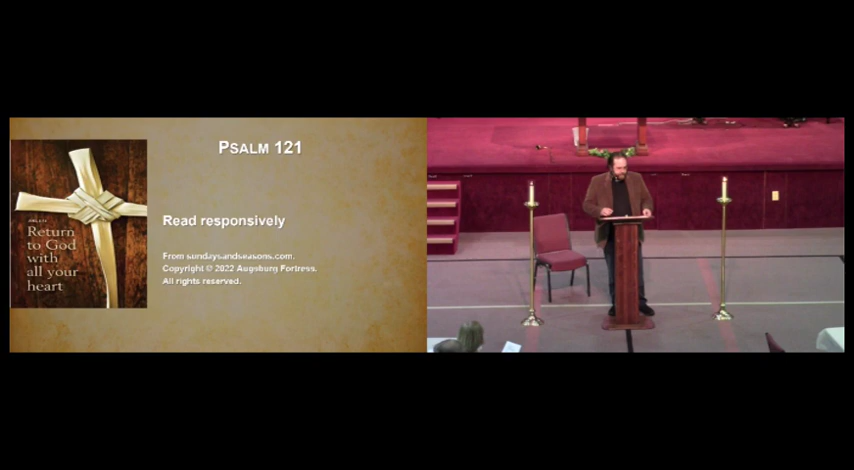 PSALM 121
Read responsively
From sundaysandseasons.com.
Copyright © 2022 Augsburg Fortress.
All rights reserved.
Return
to God
with
all your
heart